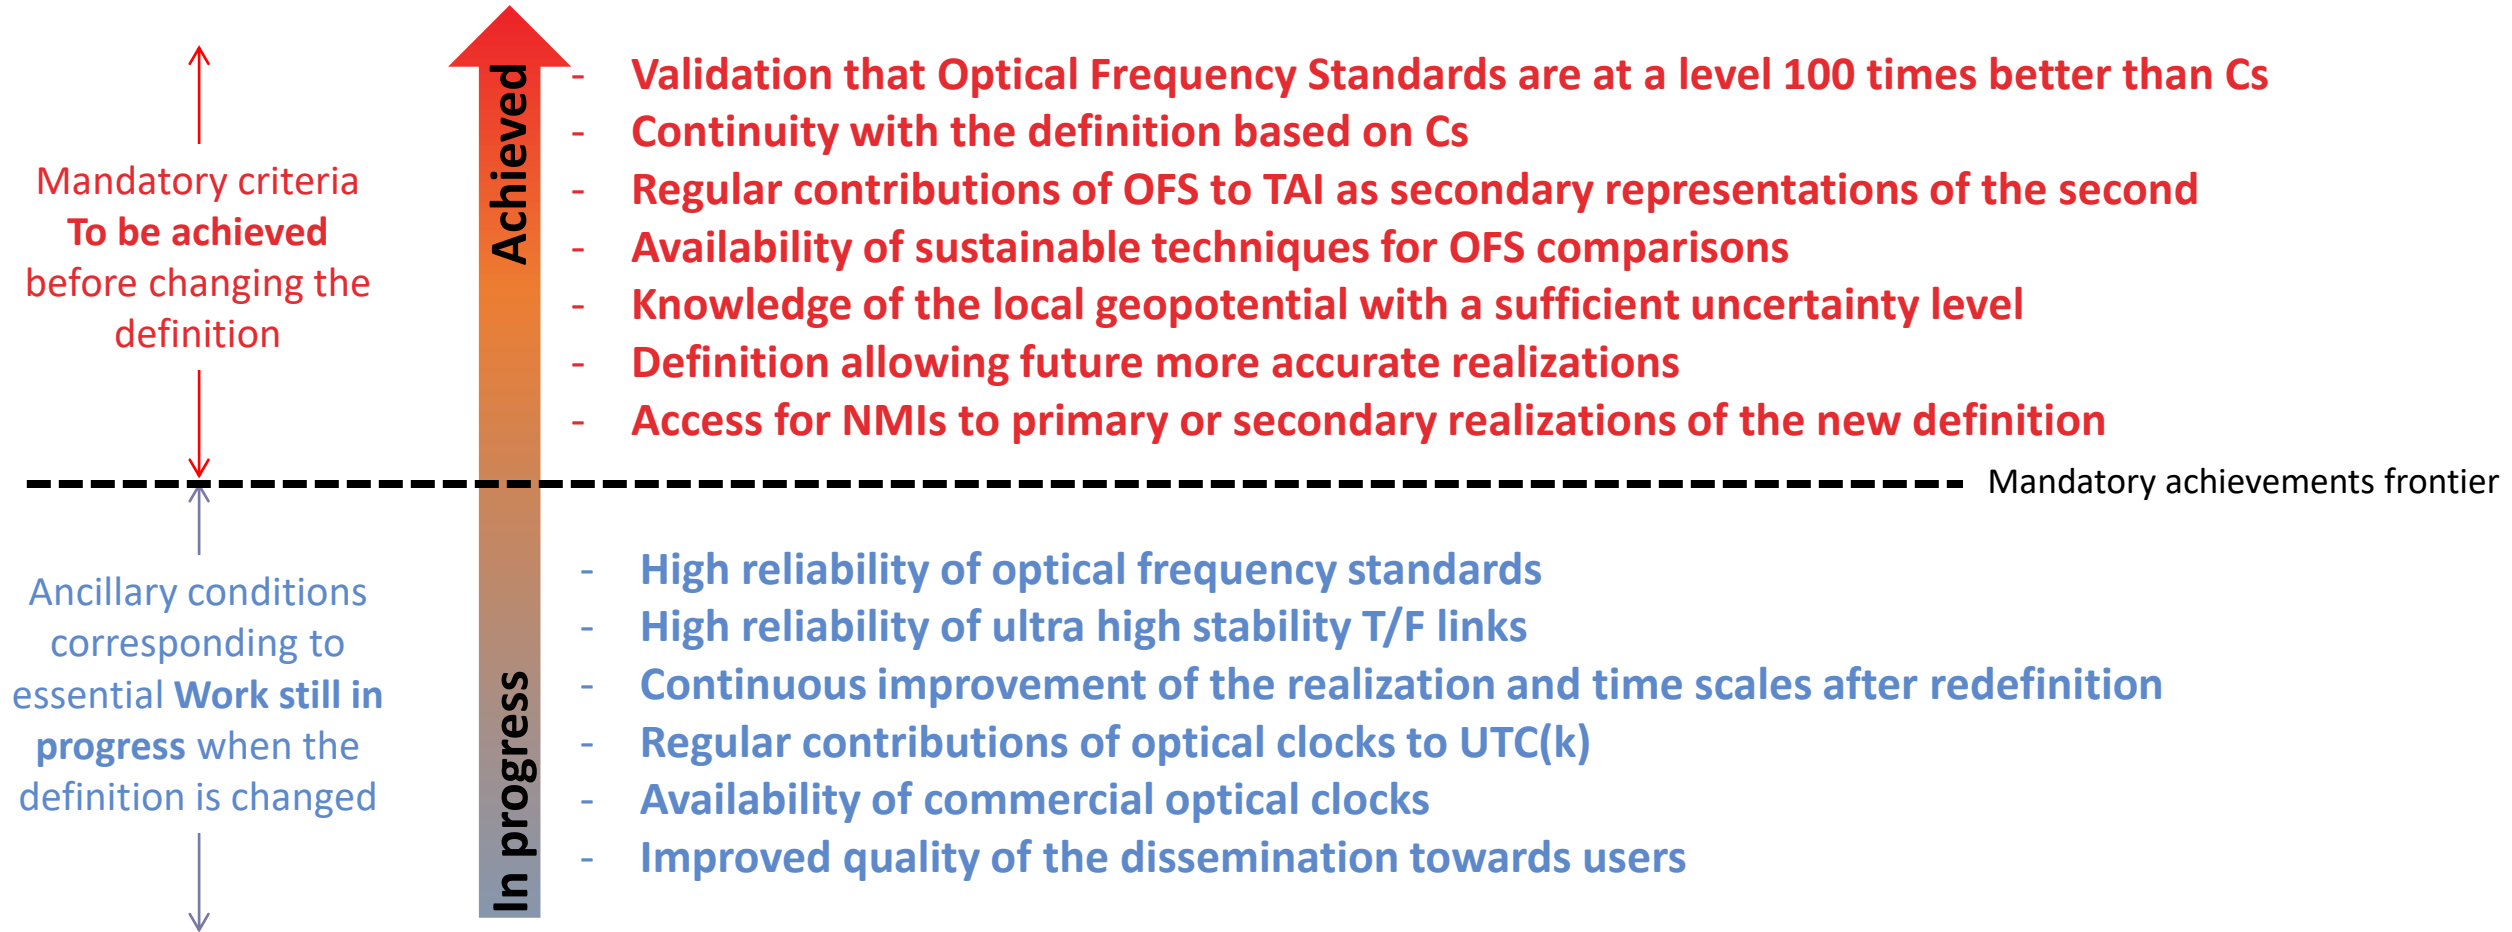 Mandatory criteria
To be achieved
before changing the
definition
Achieved
- Validation that Optical Frequency Standards are at a level 100 times better than Cs
- Continuity with the definition based on Cs
- Regular contributions of OFS to TAI as secondary representations of the second
- Availability of sustainable techniques for OFS comparisons
- Knowledge of the local geopotential with a sufficient uncertainty level
- Definition allowing future more accurate realizations
- Access for NMIs to primary or secondary realizations of the new definition
Mandatory achievements frontier
Ancillary conditions
corresponding to
essential Work still in
progress when the
definition is changed
In progress
- High reliability of optical frequency standards
- High reliability of ultra high stability T/F links
- Continuous improvement of the realization and time scales after redefinition
- Regular contributions of optical clocks to UTC(k)
- Availability of commercial optical clocks
- Improved quality of the dissemination towards users